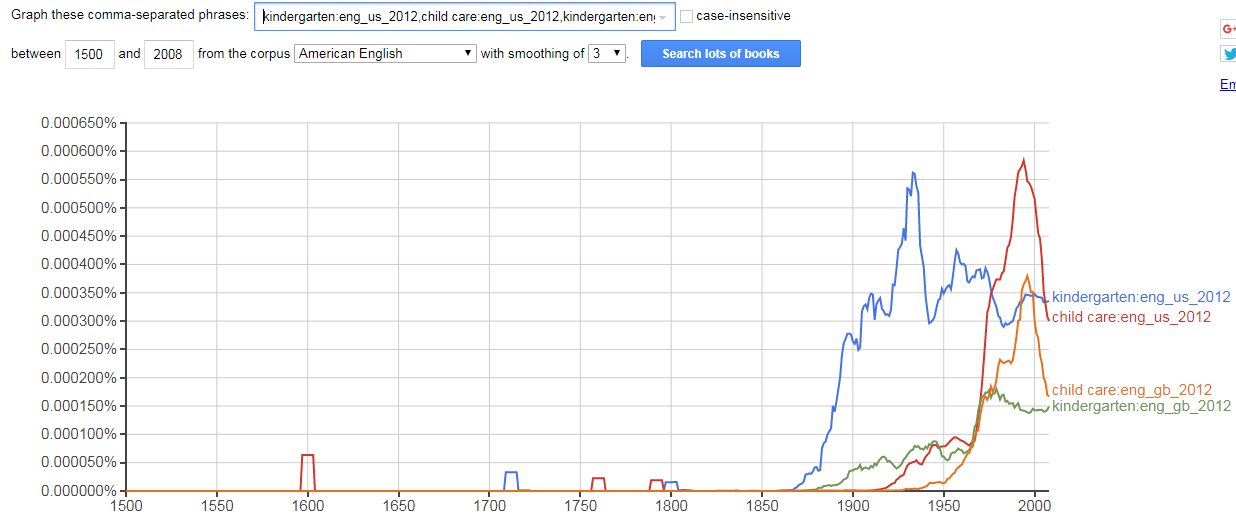 Graph these comma-separated phrases: kindergarten:eng_us_2012,child care:eng_us_2012,kindergarten:en case-insensitive
between 1500 and 2008 from the corpus American English with smoothing of 3 . Search lots of books
G+
Em
0.000650%
0.000600%
0.000550%
0.000500%
0.000450%
0.000400%
0.000350%
0.000300%
0.000250%
0.000200%
0.000150%
0.000100%
0.000050%
0.000000%
kindergarten:eng_us_2012
child care:eng_us_2012
child care:eng_gb_2012
kindergarten:eng_gb_2012
1500 1550 1600 1650 1700 1750 1800 1850 1900 1950 2000